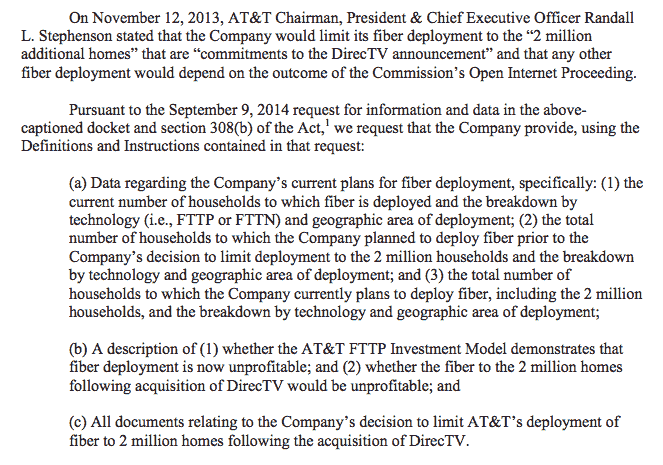 On November 12, 2013, AT&T Chairman, President & Chief Executive Officer Randall
L. Stephenson stated that the Company would limit its fiber deployment to the “2 million
additional homes” that are “commitments to the DirecTV announcement” and that any other
fiber deployment would depend on the outcome of the Commission’s Open Internet Proceeding.
Pursuant to the September 9, 2014 request for information and data in the above-
captioned docket and section 308(b) of the Act,1 we request that the Company provide, using the
Definitions and Instructions contained in that request:
(a) Data regarding the Company’s current plans for fiber deployment, specifically: (1) the
current number of households to which fiber is deployed and the breakdown by
technology (i.e., FTTP or FTTN) and geographic area of deployment; (2) the total
number of households to which the Company planned to deploy fiber prior to the
Company’s decision to limit deployment to the 2 million households and the breakdown
by technology and geographic area of deployment; and (3) the total number of
households to which the Company currently plans to deploy fiber, including the 2 million
households, and the breakdown by technology and geographic area of deployment;
(b) A description of (1) whether the AT&T FTTP Investment Model demonstrates that
fiber deployment is now unprofitable; and (2) whether the fiber to the 2 million homes
following acquisition of DirecTV would be unprofitable; and
(c) All documents relating to the Company’s decision to limit AT&T’s deployment of
fiber to 2 million homes following the acquisition of DirecTV.